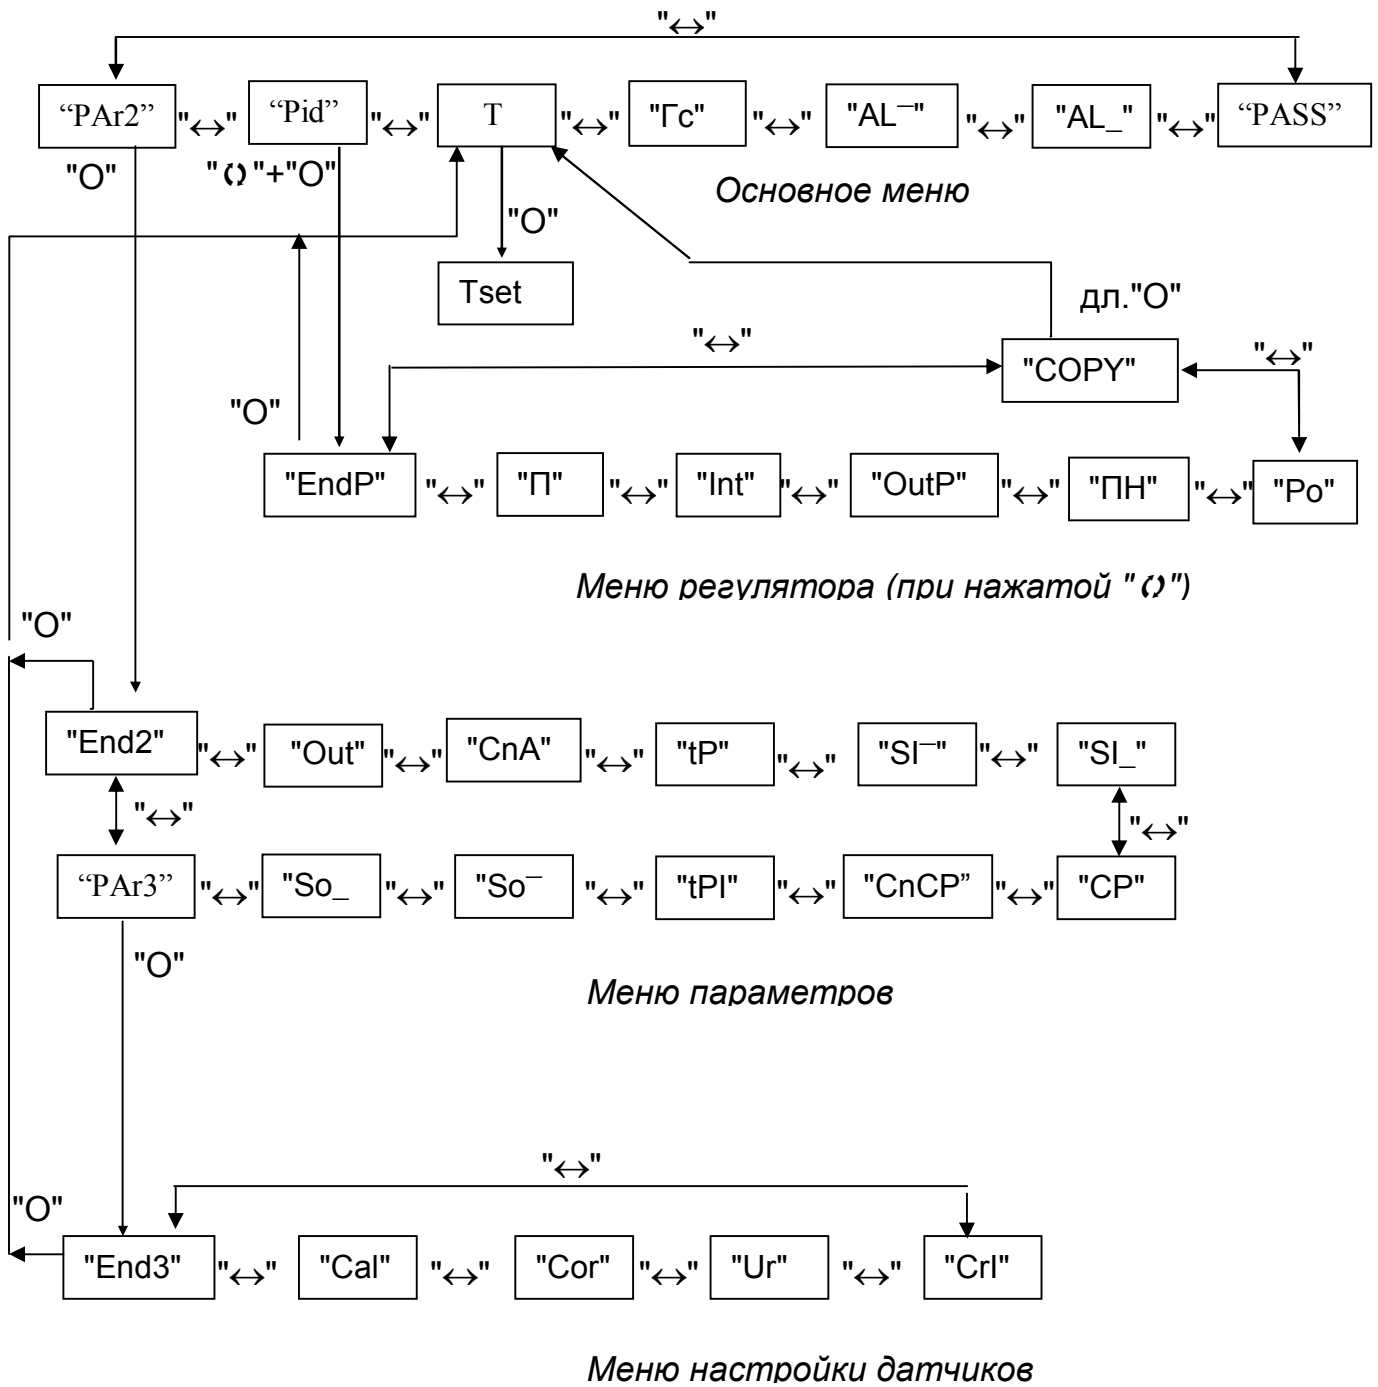 "↔"
“PAr2” "↔" “Pid” "↔" T "↔" "Гс" "↔" "AL‾" "↔" "AL_" "↔" “PASS”
"O" "🗘"+"O" Основное меню
"O"
Tset
дл."O"
"↔" "↔"
"COPY"
"O"
"EndP" "↔" "П" "↔" "Int" "↔" "OutP" "↔" "ПН" "↔" "Po"
Меню регулятора (при нажатой "🗘")
"O"
"End2" "↔" "Out" "↔" "CnA" "↔" "tP" "↔" "SI‾" "↔" "SI_"
"↔" "↔"
“PAr3” "↔" "So_ "↔" "So‾ "↔" "tPI" "↔" "CnCP” "↔" "CP"
"O"
Меню параметров
"↔"
"O"
"End3" "↔" "Cal" "↔" "Cor" "↔" "Ur" "↔" "CrI"
Меню настройки датчиков